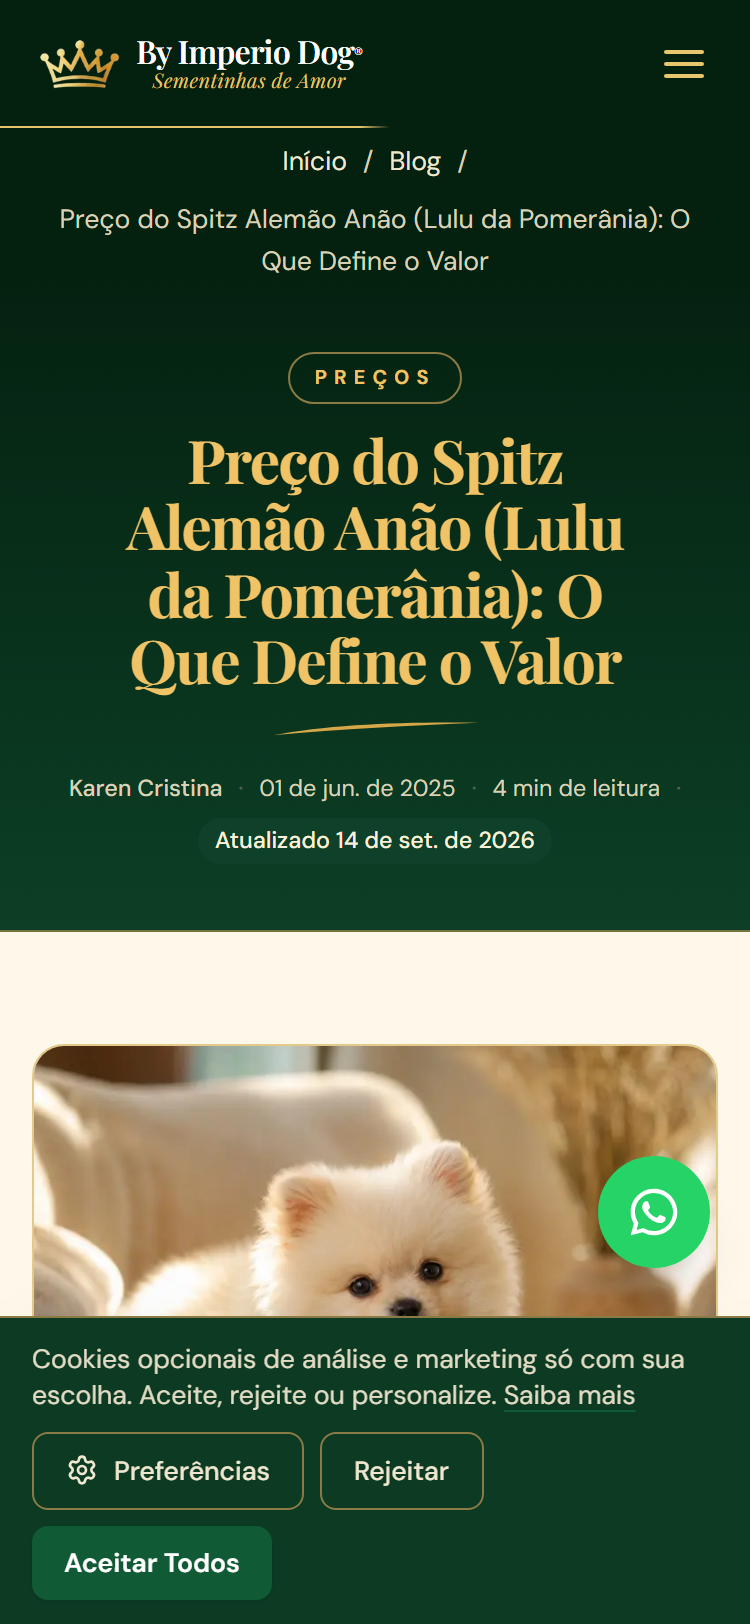 By Imperio Dog®
Sementinhas de Amor
Início / Blog /
Preço do Spitz Alemão Anão (Lulu da Pomerânia): O
Que Define o Valor
PREÇOS
Preço do Spitz
Alemão Anão (Lulu
da Pomerânia): O
Que Define o Valor
Karen Cristina · 01 de jun. de 2025 · 4 min de leitura ·
Atualizado 14 de set. de 2026
Cookies opcionais de análise e marketing só com sua
escolha. Aceite, rejeite ou personalize. Saiba mais
Preferências
Rejeitar
Aceitar Todos